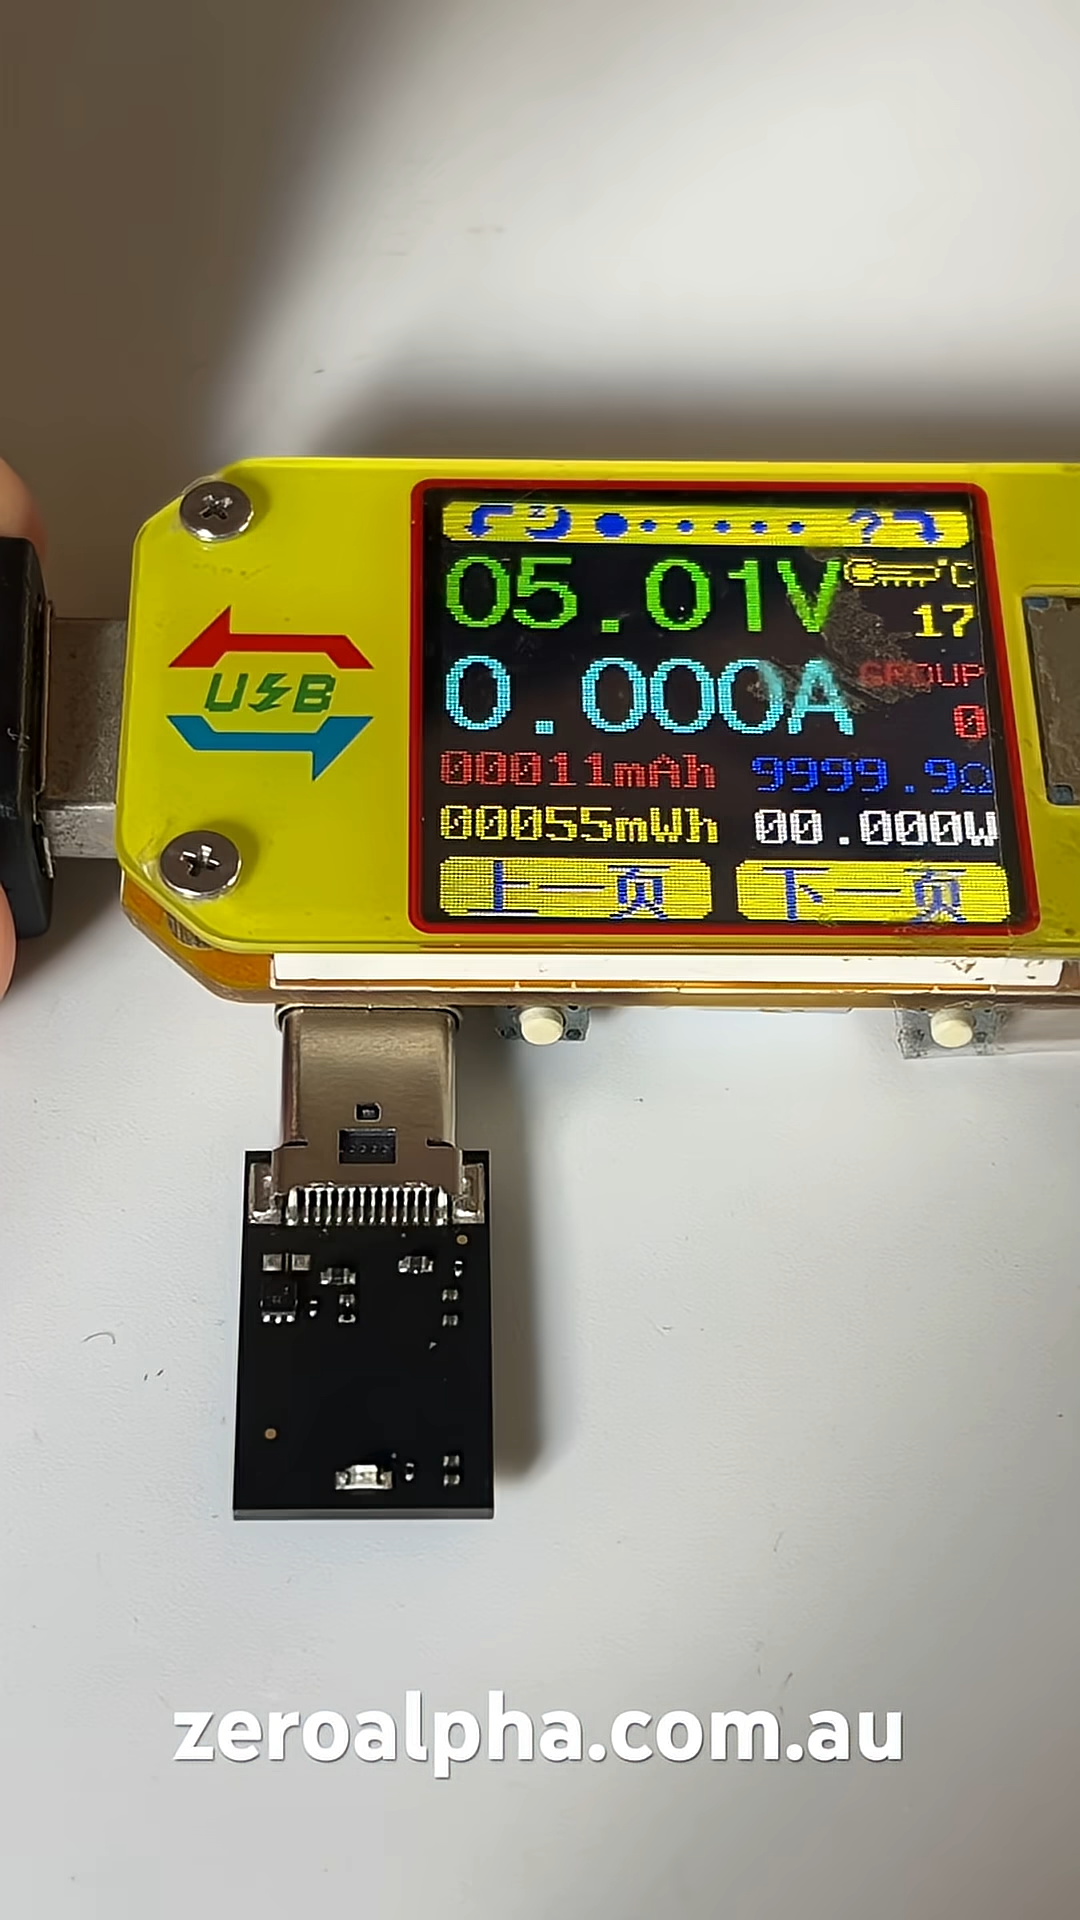 05.01V
°C
17
0.000A
GROUP
0
00011mAh
9999.9Ω
00055mWh
00.000W
上一页
下一页
USB
zeroalpha.com.au